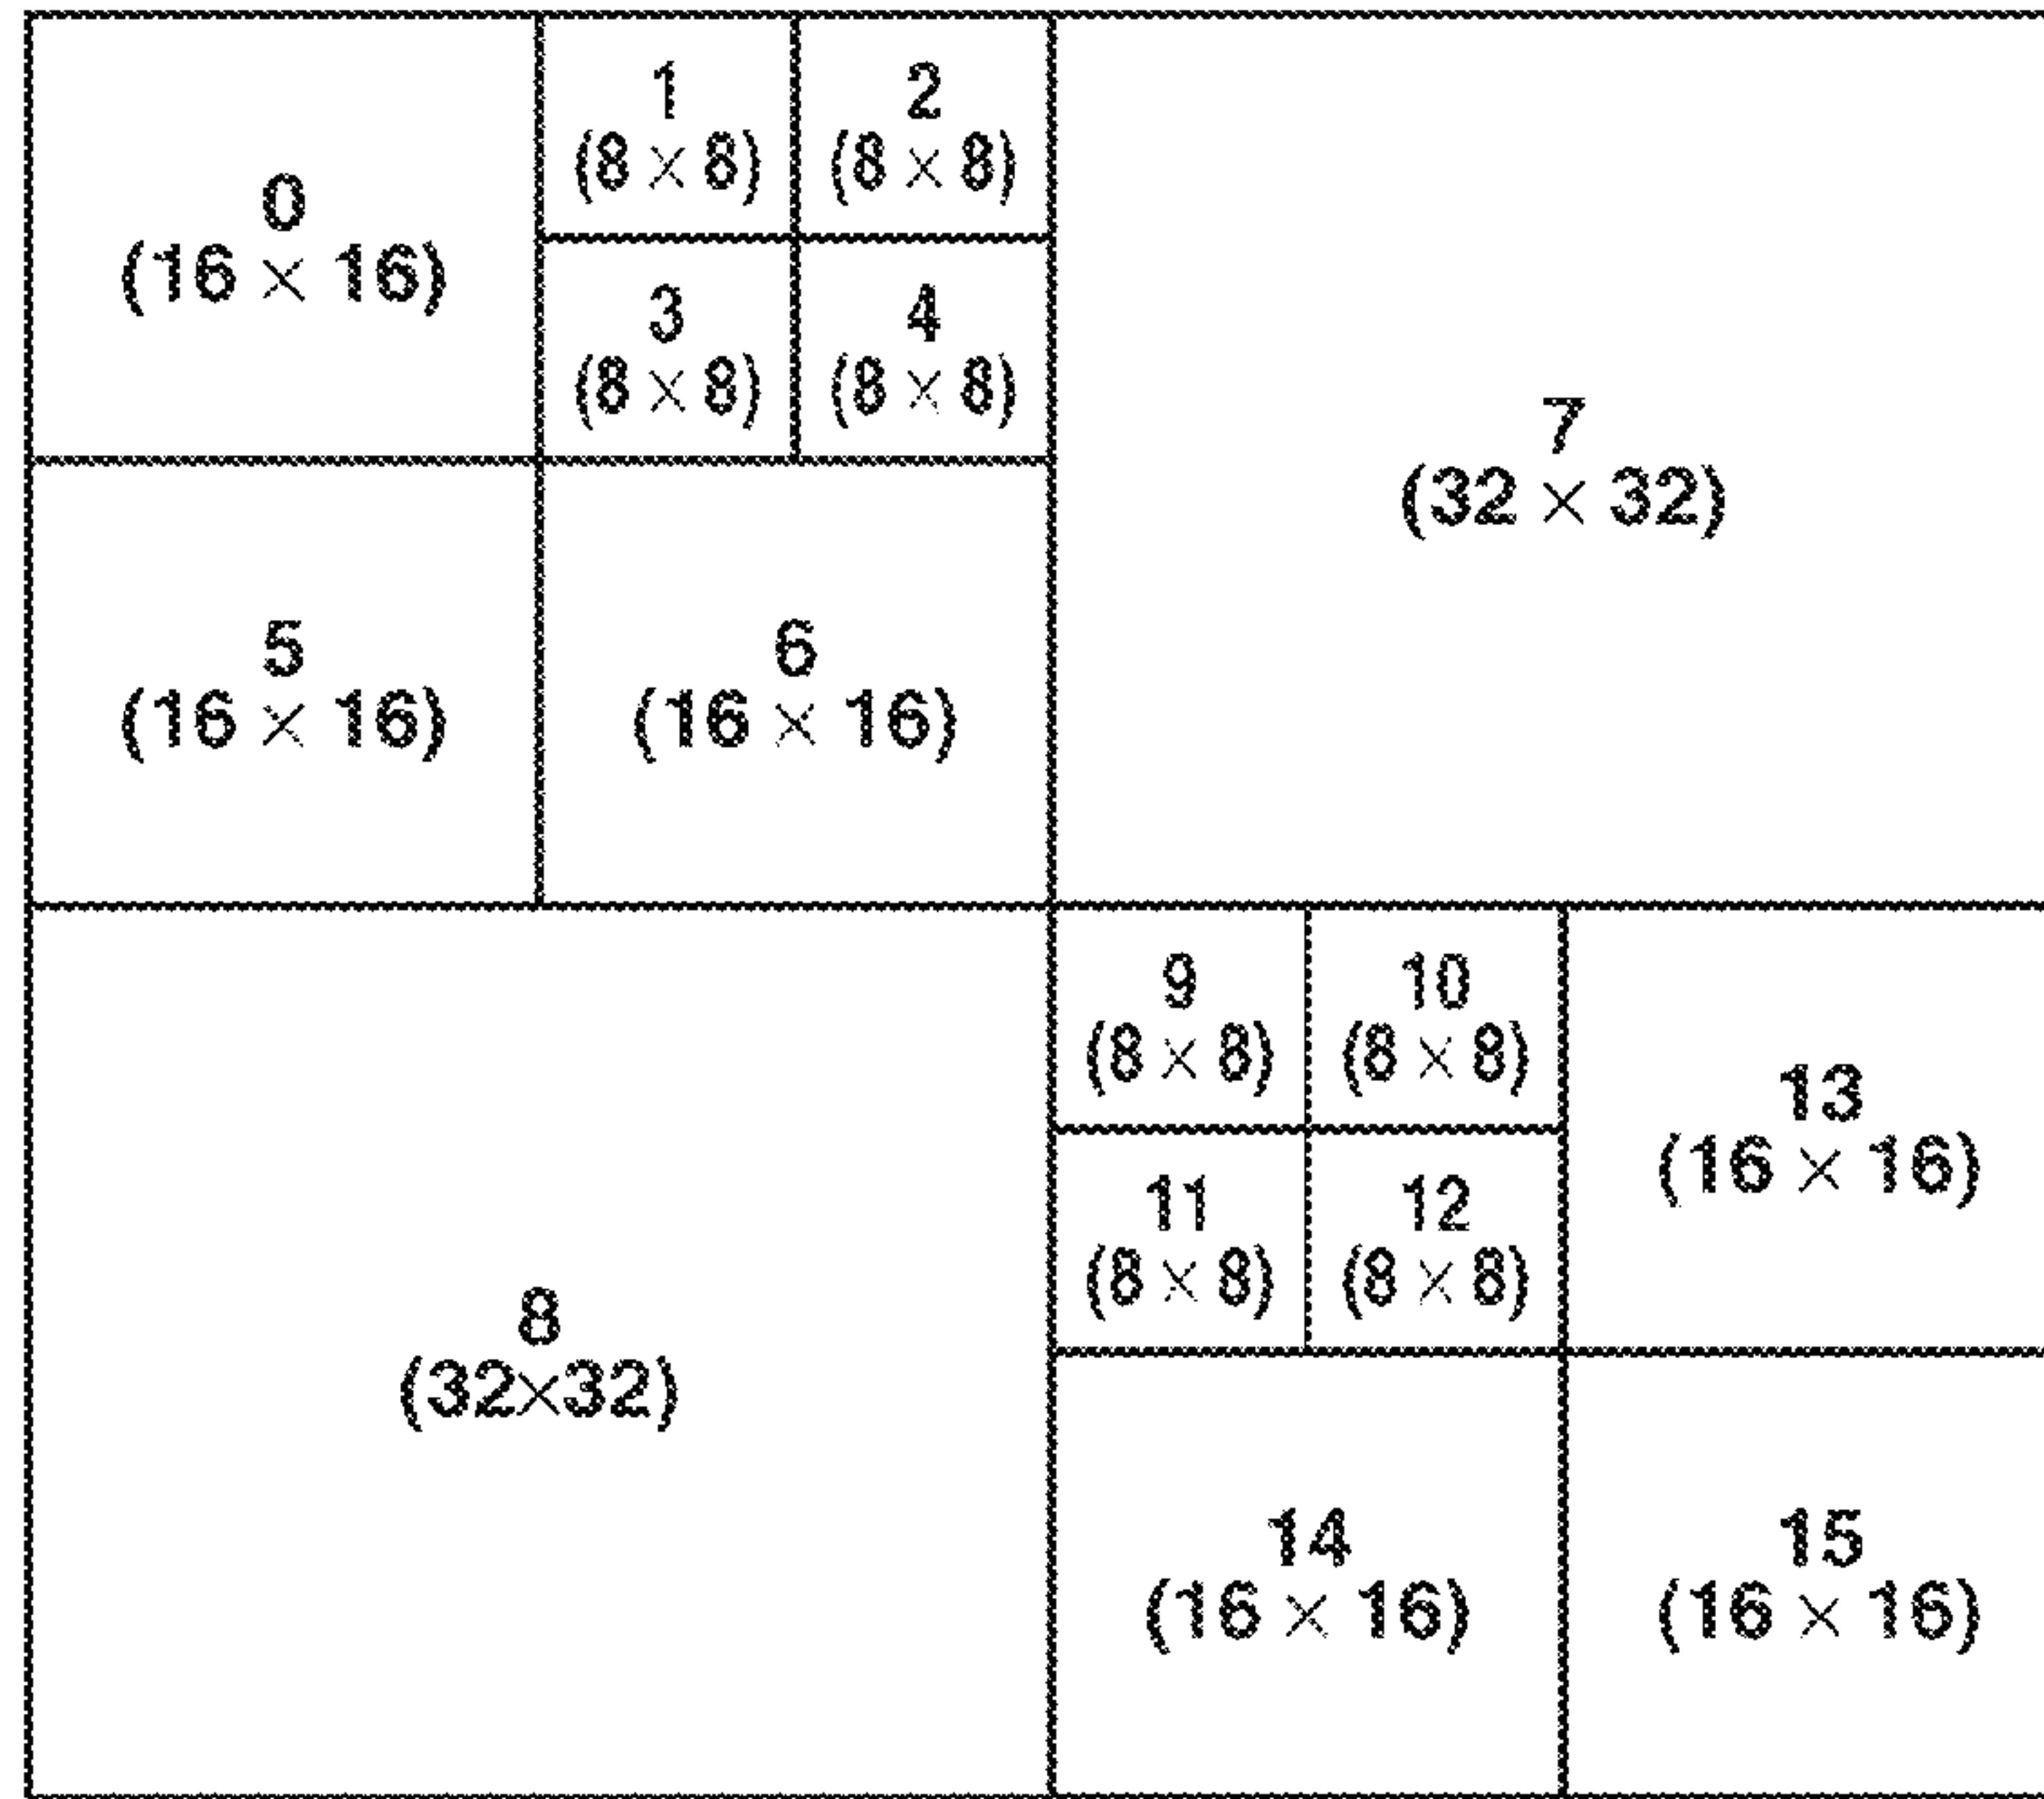 0
(16 × 16)
1
(8 × 8)
2
(8 × 8)
3
(8 × 8)
4
(8 × 8)
5
(16 × 16)
6
(16 × 16)
7
(32 × 32)
8
(32×32)
9
(8 × 8)
10
(8 × 8)
11
(8 × 8)
12
(8 × 8)
13
(16 × 16)
14
(16 × 16)
15
(16 × 16)